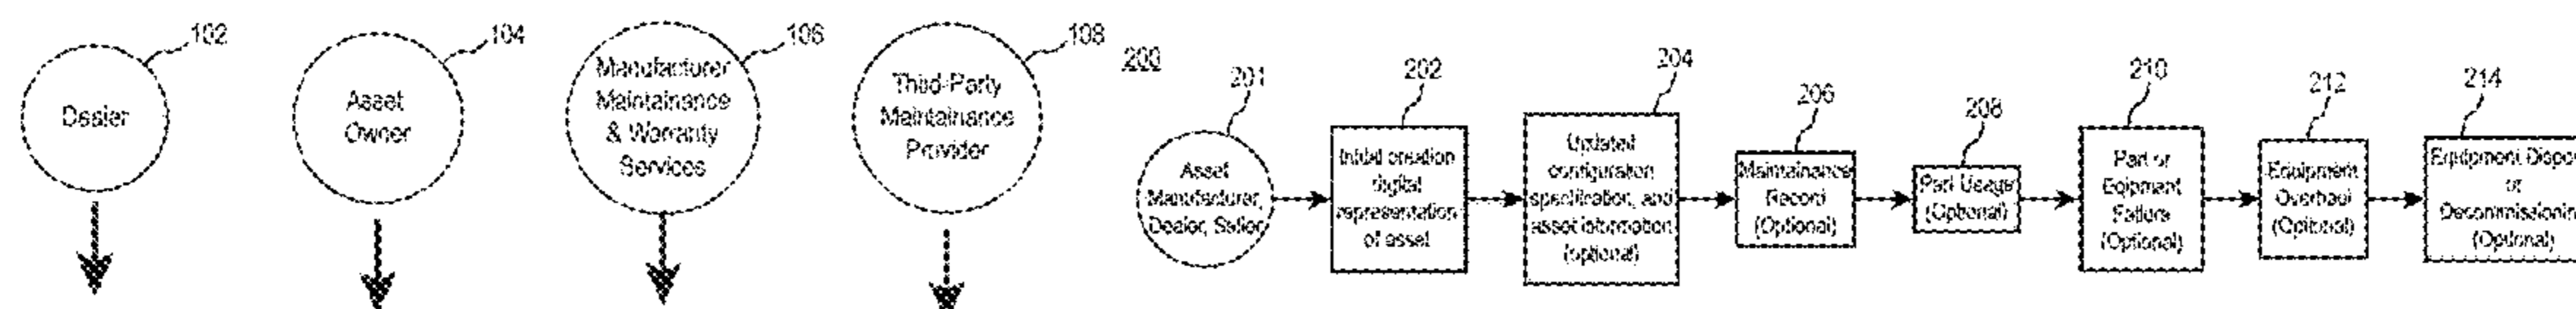 102
Dealer
104
Asset
Owner
106
Manufacturer
Maintainance
& Warranty
Services
108
Third-Party
Maintainance
Provider
200
201
Asset
Manufacturer,
Dealer, Seller
202
Initial creation
digital
representation
of asset
204
Updated
configuration
specification, and
asset information
(optional)
206
Maintainance
Record
(Optional)
208
Part Usage
(Optional)
210
Part or
Eqipment
Failure
(Optional)
212
Equipment
Overhaul
(Optional)
214
Equipment
or
(Optional)